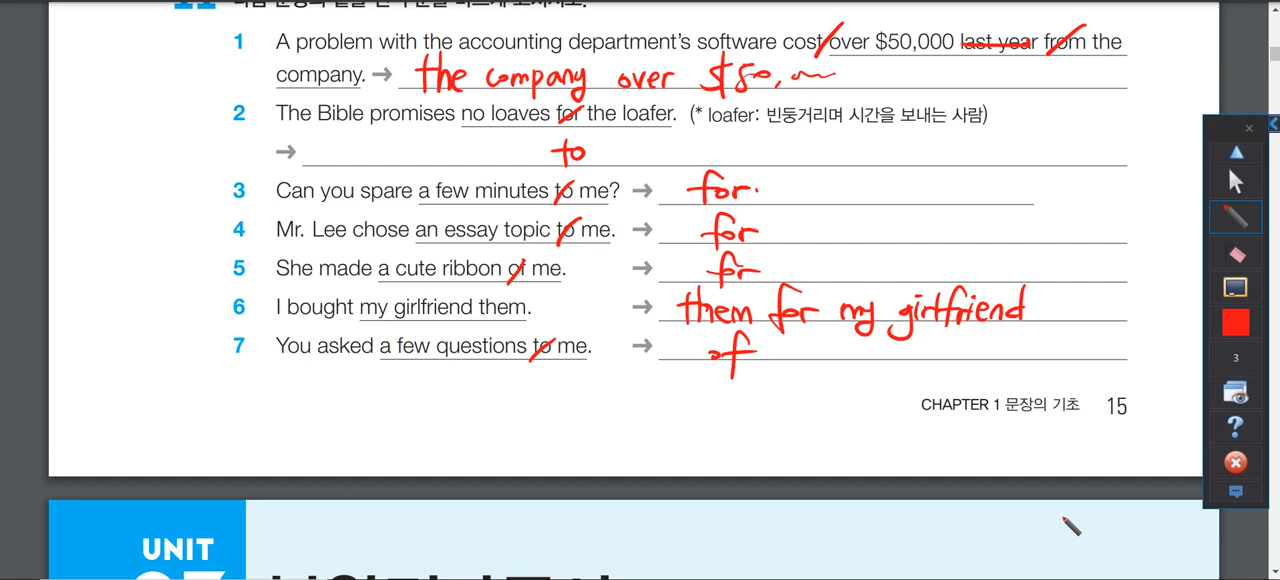 1 A problem with the accounting department's software cost over $50,000 last year from the
company. → the company over $50,
2 The Bible promises no loaves for the loafer. (* loafer: 빈둥거리며 시간을 보내는 사람)
→ to
3 Can you spare a few minutes to me? → for.
4 Mr. Lee chose an essay topic to me. → for
5 She made a cute ribbon of me. → for
6 I bought my girlfriend them. → them for my girlfriend
7 You asked a few questions to me. → of
CHAPTER 1 문장의 기초 15
3
UNIT